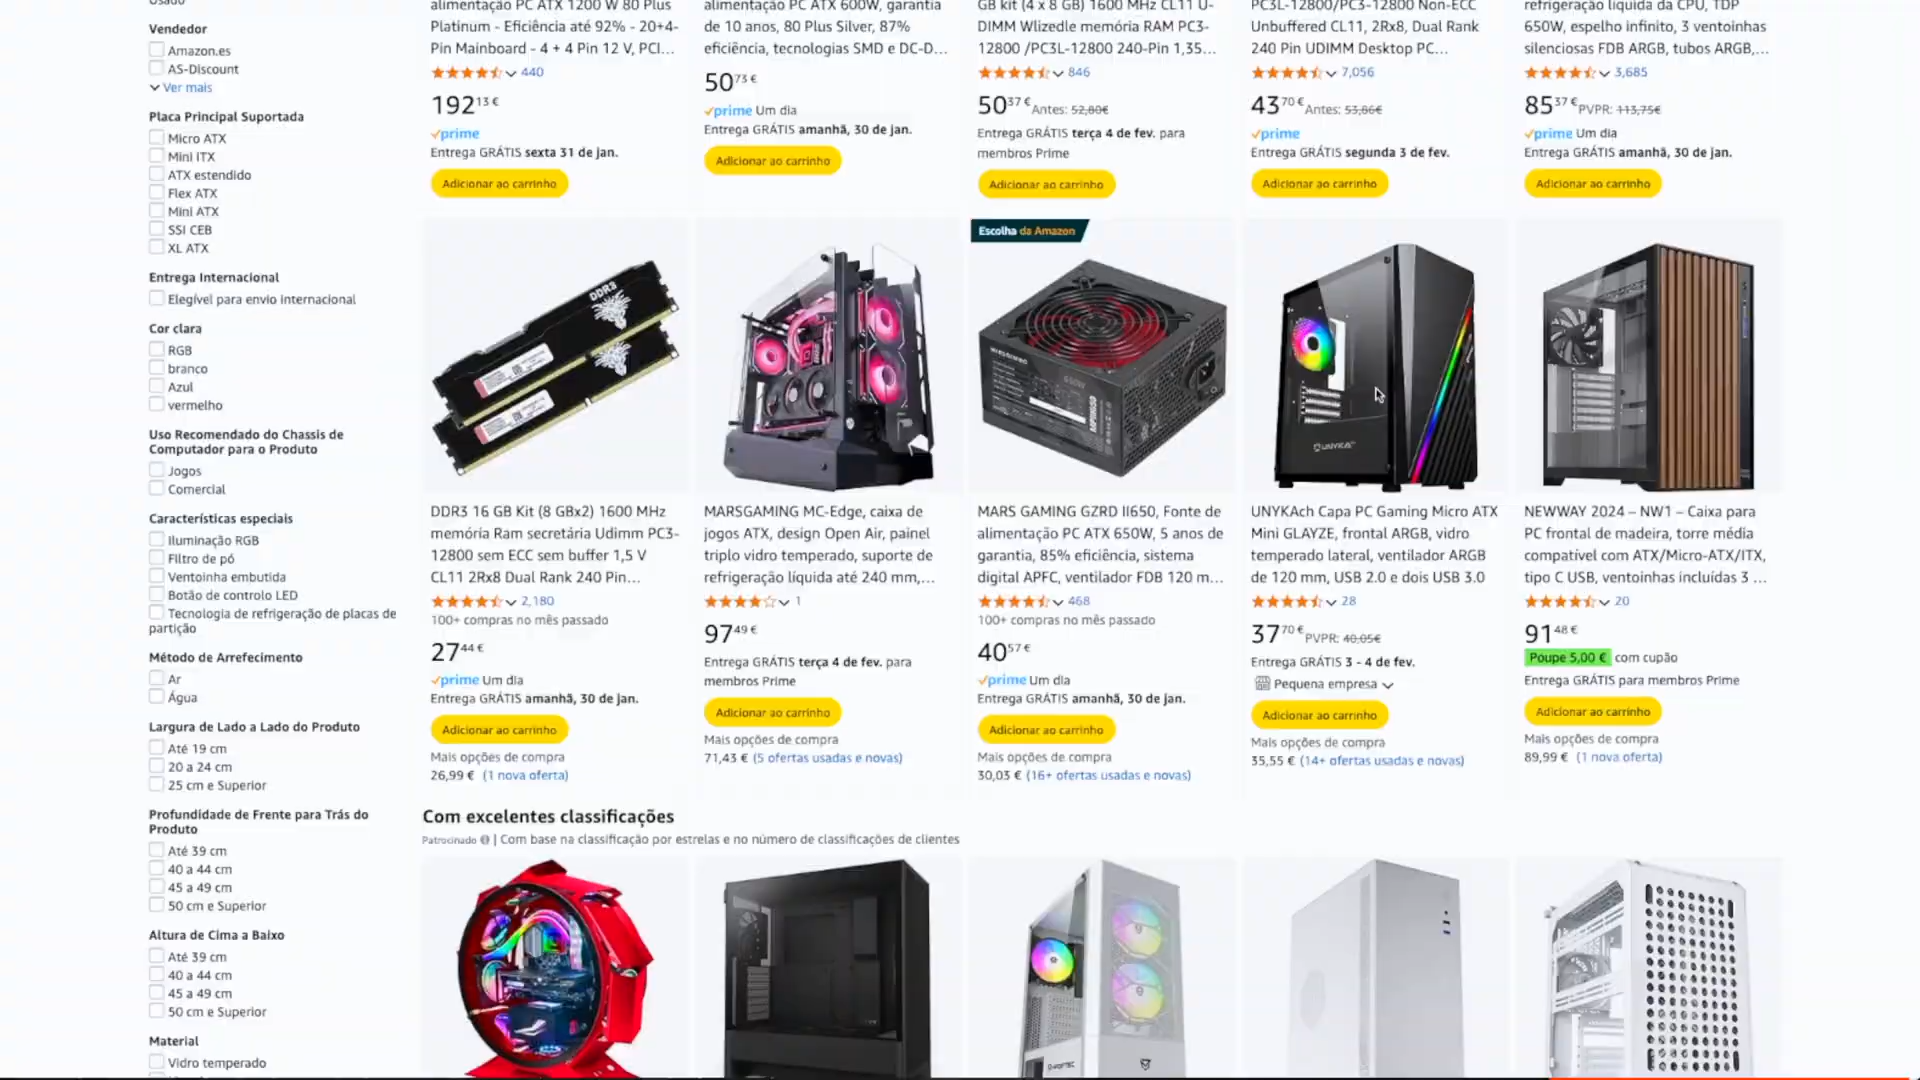 Usado
Vendedor
Amazon.es
AS-Discount
Ver mais
Placa Principal Suportada
Micro ATX
Mini ITX
ATX estendido
Flex ATX
Mini ATX
SSI CEB
XL ATX
Entrega Internacional
Elegível para envio internacional
Cor clara
RGB
branco
Azul
vermelho
Uso Recomendado do Chassis de
Computador para o Produto
Jogos
Comercial
Características especiais
Iluminação RGB
Filtro de pó
Ventoinha embutida
Botão de controlo LED
Tecnologia de refrigeração de placas de
partição
Método de Arrefecimento
Ar
Água
Largura de Lado a Lado do Produto
Até 19 cm
20 a 24 cm
25 cm e Superior
Profundidade de Frente para Trás do
Produto
Até 39 cm
40 a 44 cm
45 a 49 cm
50 cm e Superior
Altura de Cima a Baixo
Até 39 cm
40 a 44 cm
45 a 49 cm
50 cm e Superior
Material
Vidro temperado
alimentação PC ATX 1200 W 80 Plus
Platinum - Eficiência até 92% - 20+4-
Pin Mainboard - 4 + 4 Pin 12 V, PCI...
440
192 13 €
prime
Entrega GRÁTIS sexta 31 de jan.
Adicionar ao carrinho
alimentação PC ATX 600W, garantia
de 10 anos, 80 Plus Silver, 87%
eficiência, tecnologias SMD e DC-D...
50 73 €
prime Um dia
Entrega GRÁTIS amanhã, 30 de jan.
Adicionar ao carrinho
GB kit (4 x 8 GB) 1600 MHz CL11 U-
DIMM Wlizedle memória RAM PC3-
12800 /PC3L-12800 240-Pin 1,35...
846
50 37 € Antes: 52,80€
Entrega GRÁTIS terça 4 de fev. para
membros Prime
Adicionar ao carrinho
PC3L-12800/PC3-12800 Non-ECC
Unbuffered CL11, 2Rx8, Dual Rank
240 Pin UDIMM Desktop PC...
7,056
43 70 € Antes: 53,86€
prime
Entrega GRÁTIS segunda 3 de fev.
Adicionar ao carrinho
refrigeração líquida da CPU, TDP
650W, espelho infinito, 3 ventoinhas
silenciosas FDB ARGB, tubos ARGB,...
3,685
85 37 € PVPR: 113,75€
prime Um dia
Entrega GRÁTIS amanhã, 30 de jan.
Adicionar ao carrinho
DDR3
DDR3 16 GB Kit (8 GBx2) 1600 MHz
memória Ram secretária Udimm PC3-
12800 sem ECC sem buffer 1,5 V
CL11 2Rx8 Dual Rank 240 Pin...
2,180
100+ compras no mês passado
27 44 €
prime Um dia
Entrega GRÁTIS amanhã, 30 de jan.
Adicionar ao carrinho
Mais opções de compra
26,99 € (1 nova oferta)
MARSGAMING MC-Edge, caixa de
jogos ATX, design Open Air, painel
triplo vidro temperado, suporte de
refrigeração líquida até 240 mm,...
1
97 49 €
Entrega GRÁTIS terça 4 de fev. para
membros Prime
Adicionar ao carrinho
Mais opções de compra
71,43 € (5 ofertas usadas e novas)
Escolha da Amazon
650W
MPIII650
MARS GAMING GZRD II650, Fonte de
alimentação PC ATX 650W, 5 anos de
garantia, 85% eficiência, sistema
digital APFC, ventilador FDB 120 m...
468
100+ compras no mês passado
40 57 €
prime Um dia
Entrega GRÁTIS amanhã, 30 de jan.
Adicionar ao carrinho
Mais opções de compra
30,03 € (16+ ofertas usadas e novas)
UNYKA
UNYKAch Capa PC Gaming Micro ATX
Mini GLAYZE, frontal ARGB, vidro
temperado lateral, ventilador ARGB
de 120 mm, USB 2.0 e dois USB 3.0
28
37 70 € PVPR: 40,05€
Entrega GRÁTIS 3 - 4 de fev.
Pequena empresa
Adicionar ao carrinho
Mais opções de compra
35,55 € (14+ ofertas usadas e novas)
NEWWAY 2024 – NW1 – Caixa para
PC frontal de madeira, torre média
compatível com ATX/Micro-ATX/ITX,
tipo C USB, ventoinhas incluídas 3 ...
20
91 48 €
Poupe 5,00 € com cupão
Entrega GRÁTIS para membros Prime
Adicionar ao carrinho
Mais opções de compra
89,99 € (1 nova oferta)
Com excelentes classificações
Patrocinado | Com base na classificação por estrelas e no número de classificações de clientes